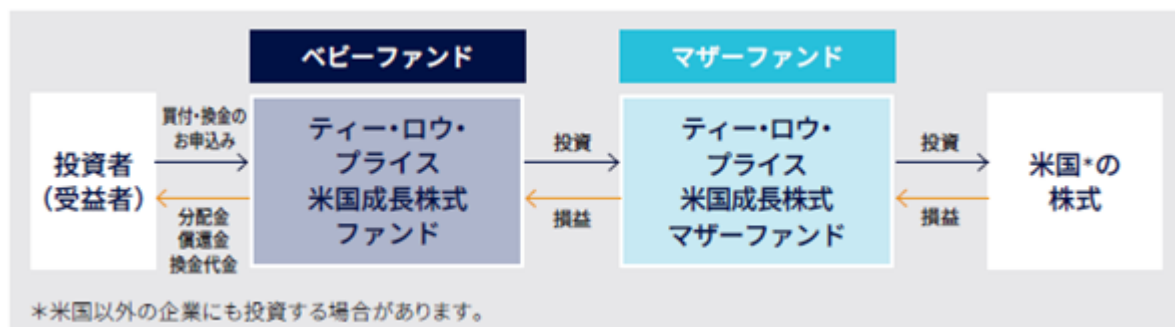 ベビーファンド
マザーファンド
投資者
(受益者)
買付・換金の
お申込み
分配金
償還金
換金代金
ティー・ロウ・
プライス
米国成長株式
ファンド
投資
損益
ティー・ロウ・
プライス
米国成長株式
マザーファンド
投資
損益
米国*の
株式
*米国以外の企業にも投資する場合があります。